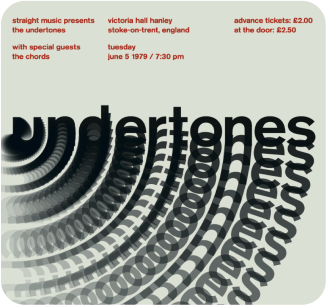 straight music presents
the undertones
with special guests
the chords
victoria hall hanley
stoke-on-trent, england
tuesday
june 5 1979 / 7:30 pm
advance tickets: £2.00
at the door: £2.50
undertones